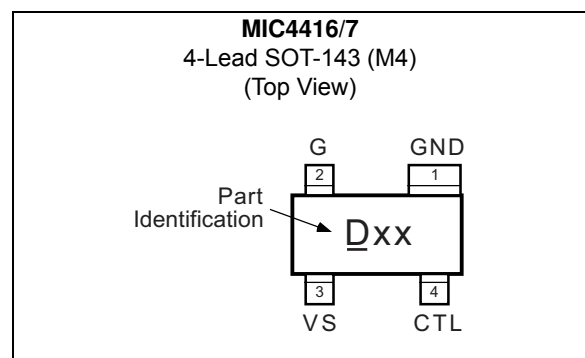 MIC4416/7
4-Lead SOT-143 (M4)
(Top View)
G GND
2 1
Part
Identification
Dxx
3 4
VS CTL